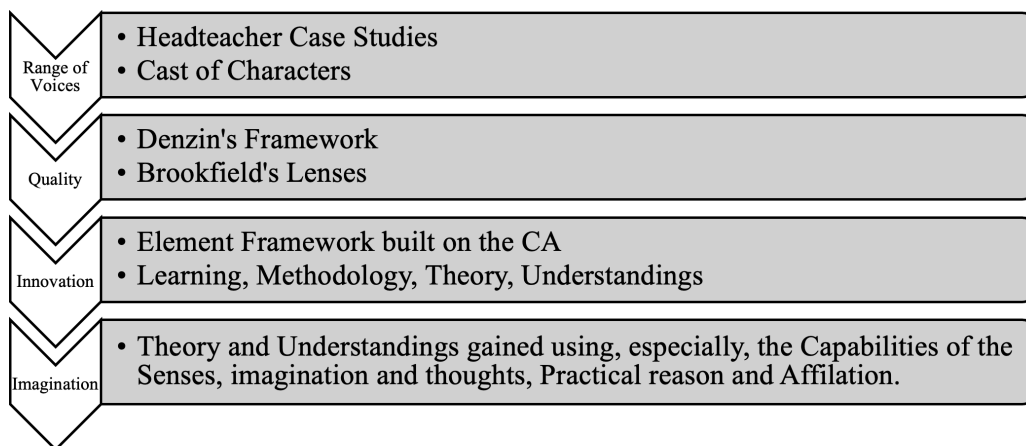 Range of
Voices
• Headteacher Case Studies
• Cast of Characters
Quality
• Denzin's Framework
• Brookfield's Lenses
Innovation
• Element Framework built on the CA
• Learning, Methodology, Theory, Understandings
Imagination
• Theory and Understandings gained using, especially, the Capabilities of the
Senses, imagination and thoughts, Practical reason and Affilation.